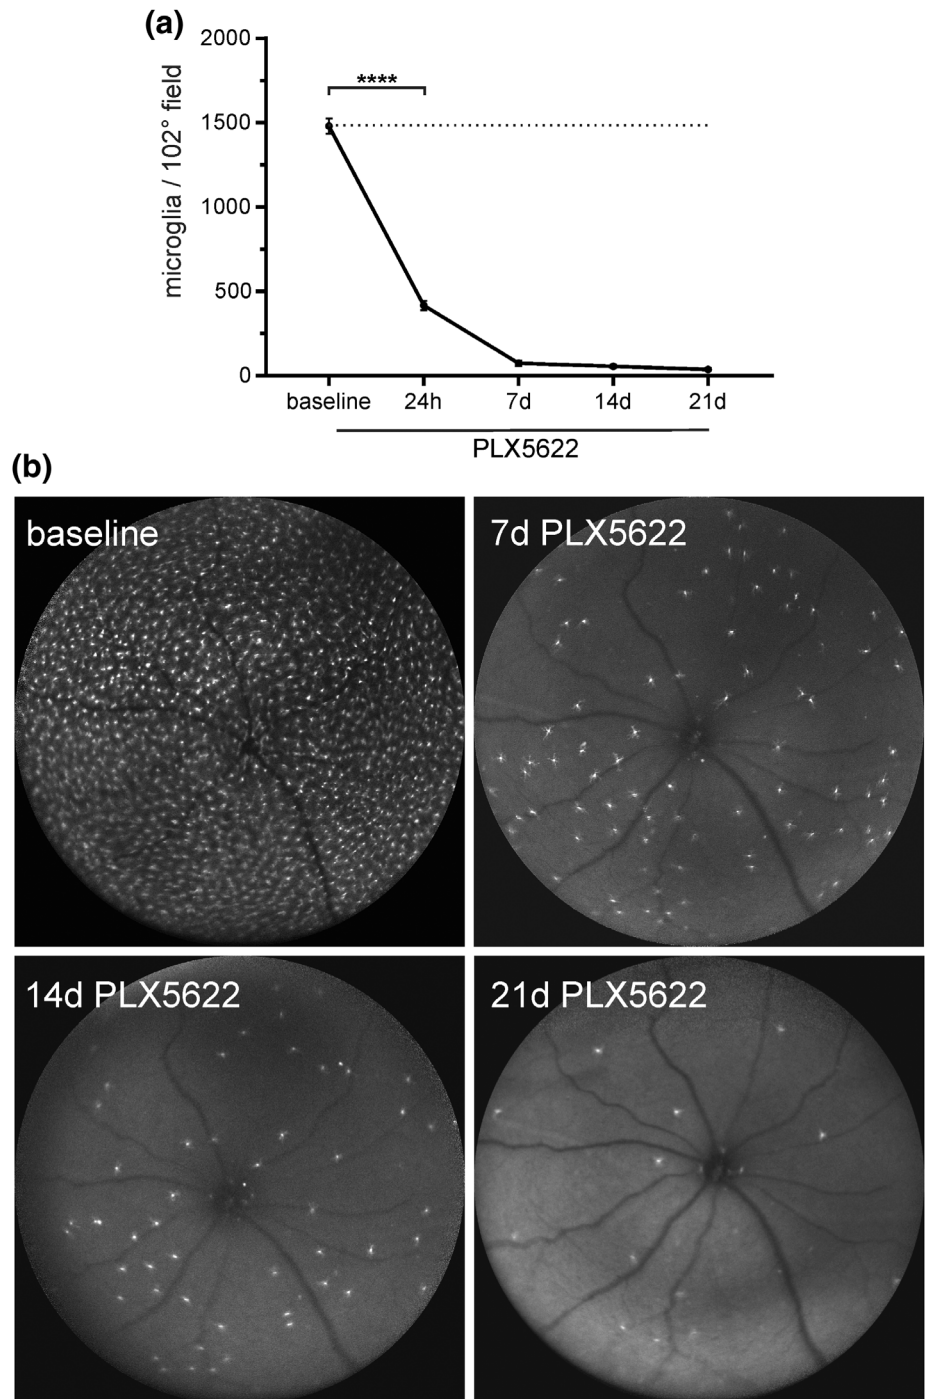 (a)
2000
1500
1000
500
0
microglia / 102° field
****
baseline 24h 7d 14d 21d
PLX5622
(b)
baseline
7d PLX5622
14d PLX5622
21d PLX5622